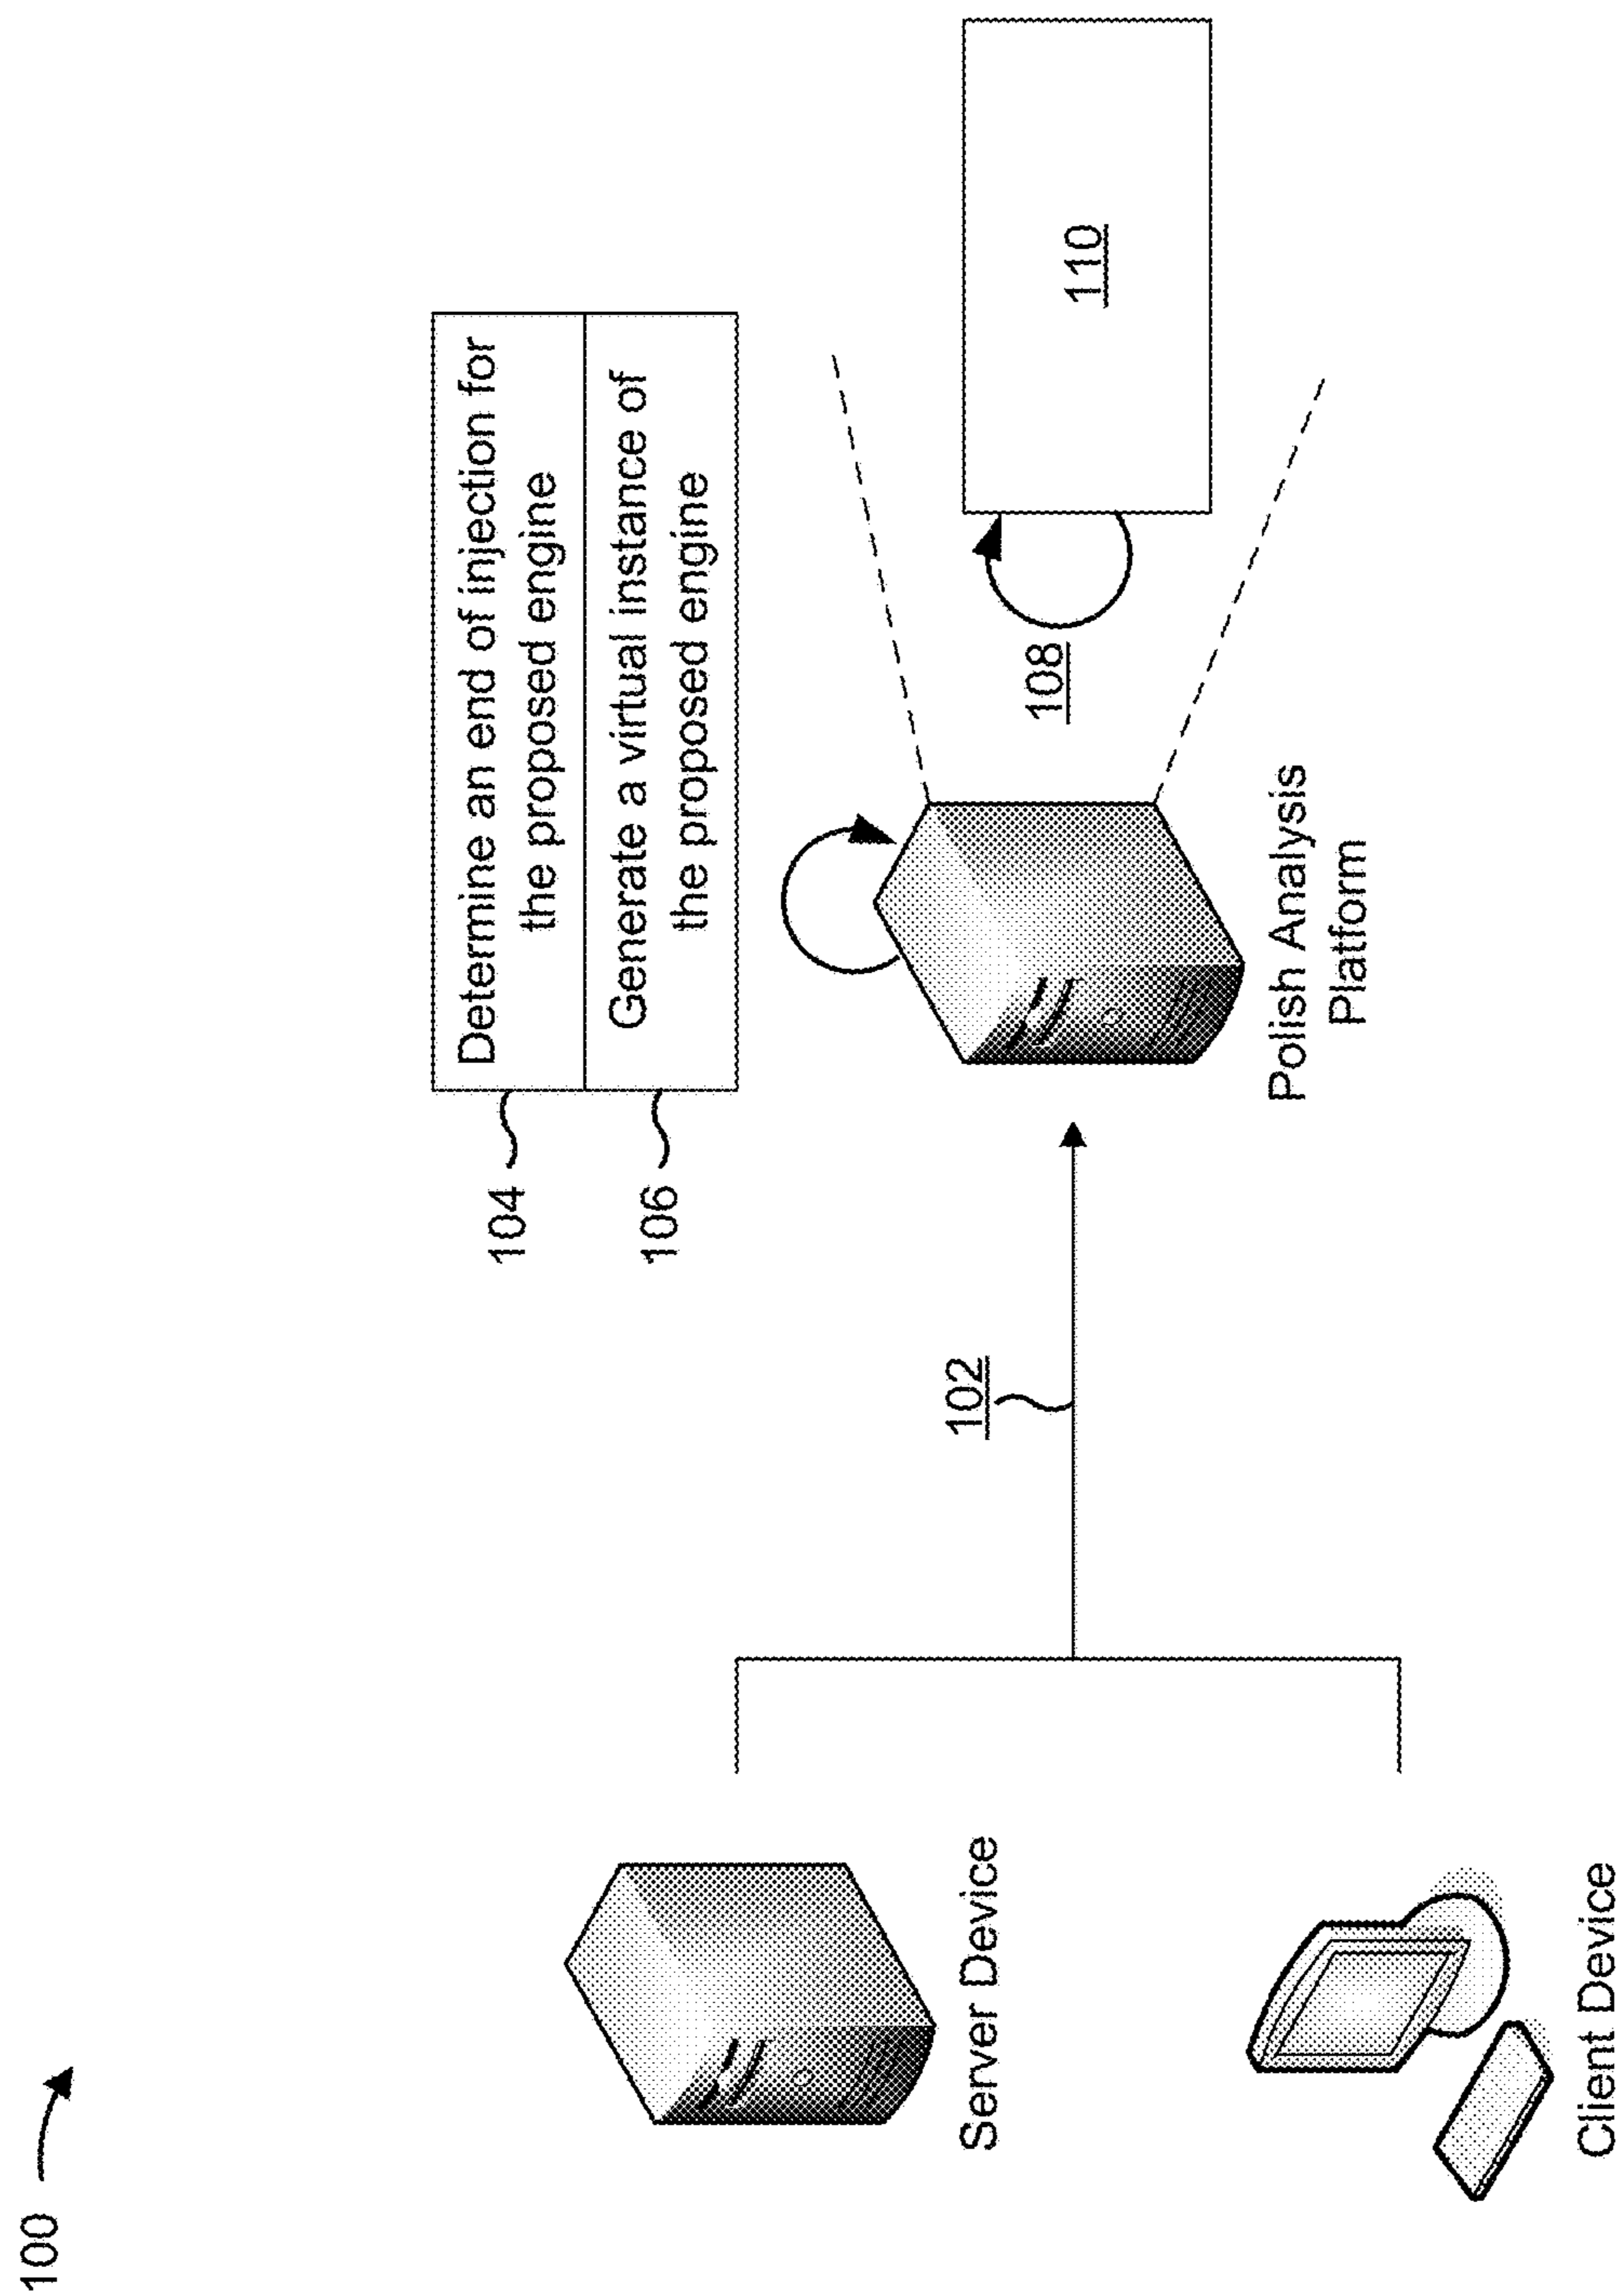 100
104
Determine an end of injection for
the proposed engine
106
Generate a virtual instance of
the proposed engine
Server Device
102
108
110
Polish Analysis
Platform
Client Device